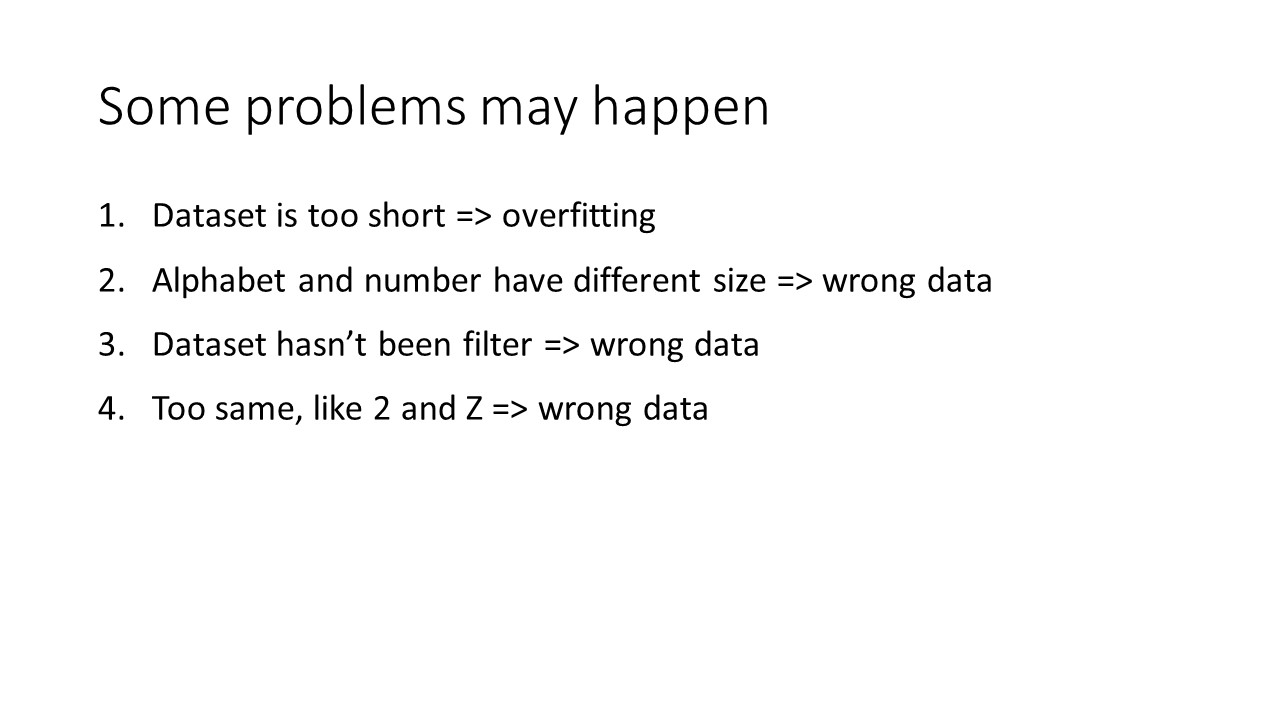 Some problems may happen
1. Dataset is too short => overfitting
2. Alphabet and number have different size => wrong data
3. Dataset hasn’t been filter => wrong data
4. Too same, like 2 and Z => wrong data